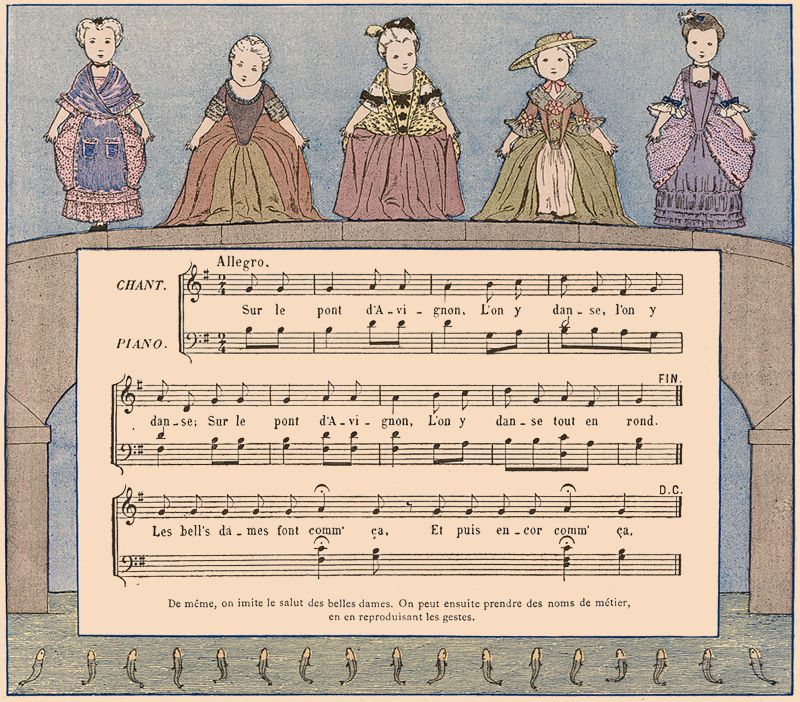 Allegro.
CHANT.
Sur le pont d'A-vi-gnon, L'on y dan-se, l'on y
PIANO.
FIN.
dan-se; Sur le pont d'A-vi-gnon, L'on y dan-se tout en rond.
D.C.
Les bell's da-mes font comm' ça, Et puis en-cor comm' ça,
De même, on imite le salut des belles dames. On peut ensuite prendre des noms de métier,
en en reproduisant les gestes.